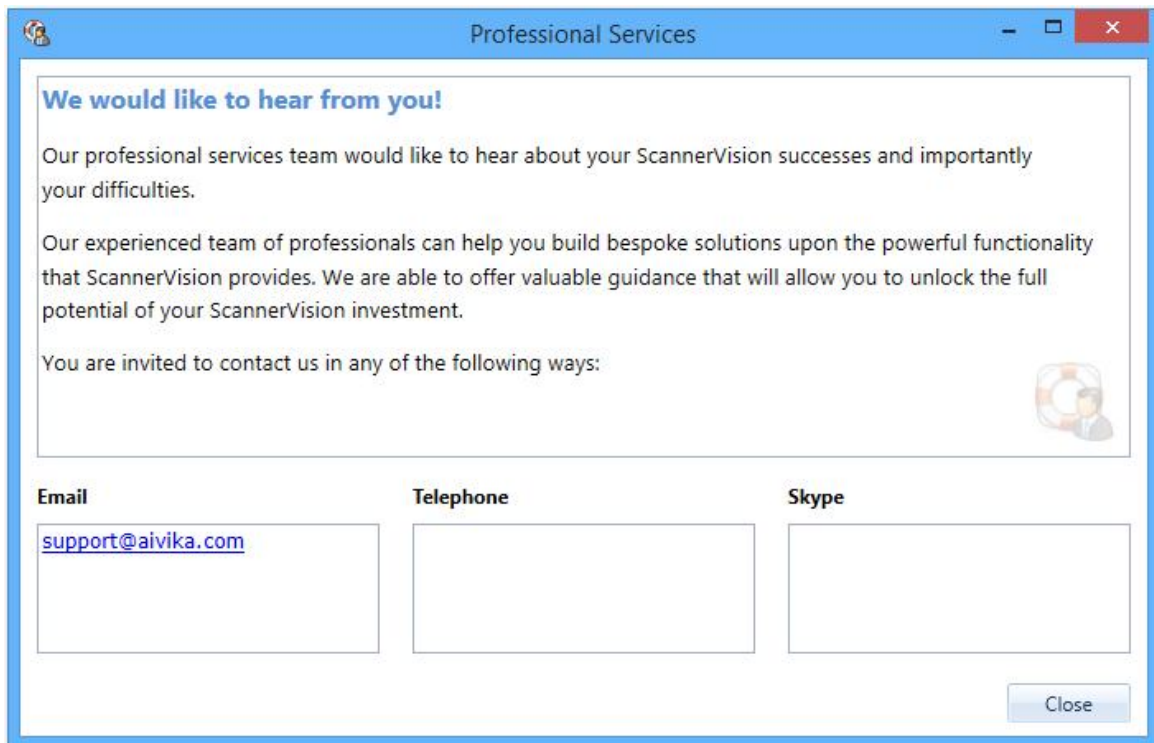 Professional Services
We would like to hear from you!
Our professional services team would like to hear about your ScannerVision successes and importantly
your difficulties.
Our experienced team of professionals can help you build bespoke solutions upon the powerful functionality
that ScannerVision provides. We are able to offer valuable guidance that will allow you to unlock the full
potential of your ScannerVision investment.
You are invited to contact us in any of the following ways:
Email
Telephone
Skype
support@aivika.com
Close